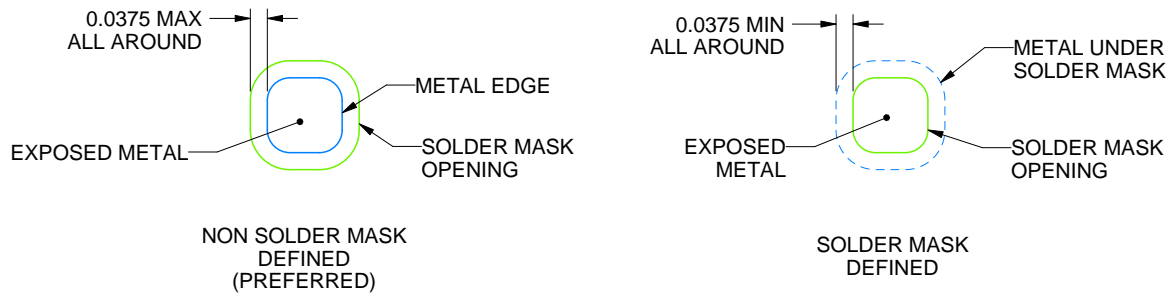 0.0375 MAX
ALL AROUND
METAL EDGE
EXPOSED METAL
SOLDER MASK
OPENING
NON SOLDER MASK
DEFINED
(PREFERRED)
0.0375 MIN
ALL AROUND
METAL UNDER
SOLDER MASK
EXPOSED
METAL
SOLDER MASK
OPENING
SOLDER MASK
DEFINED